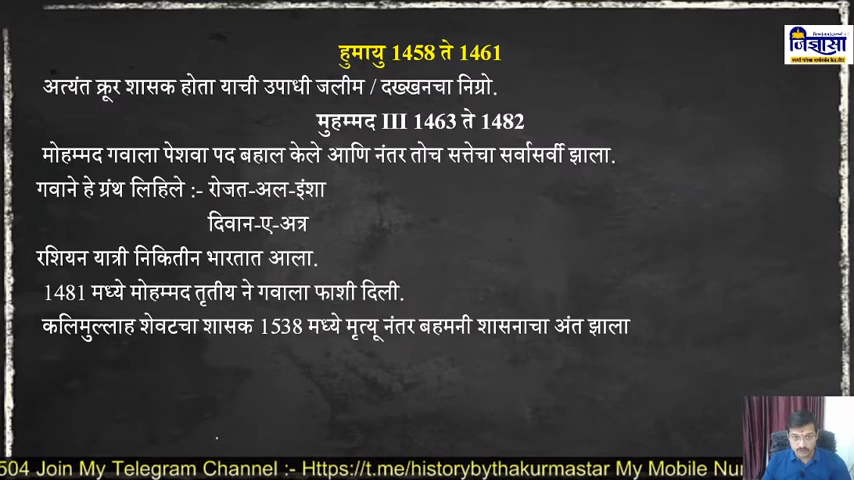 हुमायु 1458 ते 1461
जिज्ञासा
अत्यंत क्रूर शासक होता याची उपाधी जलीम / दख्खनचा निग्रो.
मुहम्मद III 1463 ते 1482
मोहम्मद गवाला पेशवा पद बहाल केले आणि नंतर तोच सत्तेचा सर्वासर्वी झाला.
गवाने हे ग्रंथ लिहिले :- रोजत-अल-इंशा
दिवान-ए-अत्र
रशियन यात्री निकितीन भारतात आला.
1481 मध्ये मोहम्मद तृतीय ने गवाला फाशी दिली.
कलिमुल्लाह शेवटचा शासक 1538 मध्ये मृत्यू नंतर बहमनी शासनाचा अंत झाला
504 Join My Telegram Channel :- Https://t.me/historybythakurmastar My Mobile Nu